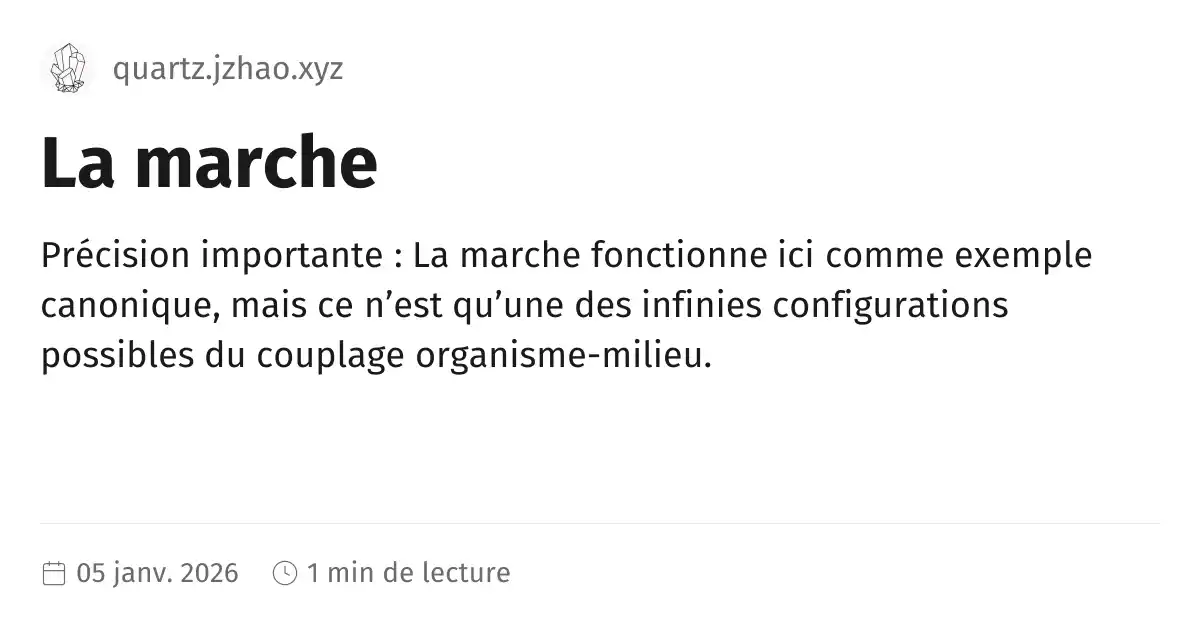 quartz.jzhao.xyz
La marche
Précision importante : La marche fonctionne ici comme exemple
canonique, mais ce n’est qu’une des infinies configurations
possibles du couplage organisme-milieu.
05 janv. 2026 1 min de lecture